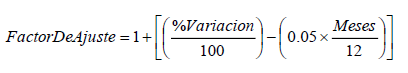 FactorDeAjuste = 1 + [ ( %Variacion / 100 ) − ( 0.05 × Meses / 12 ) ]